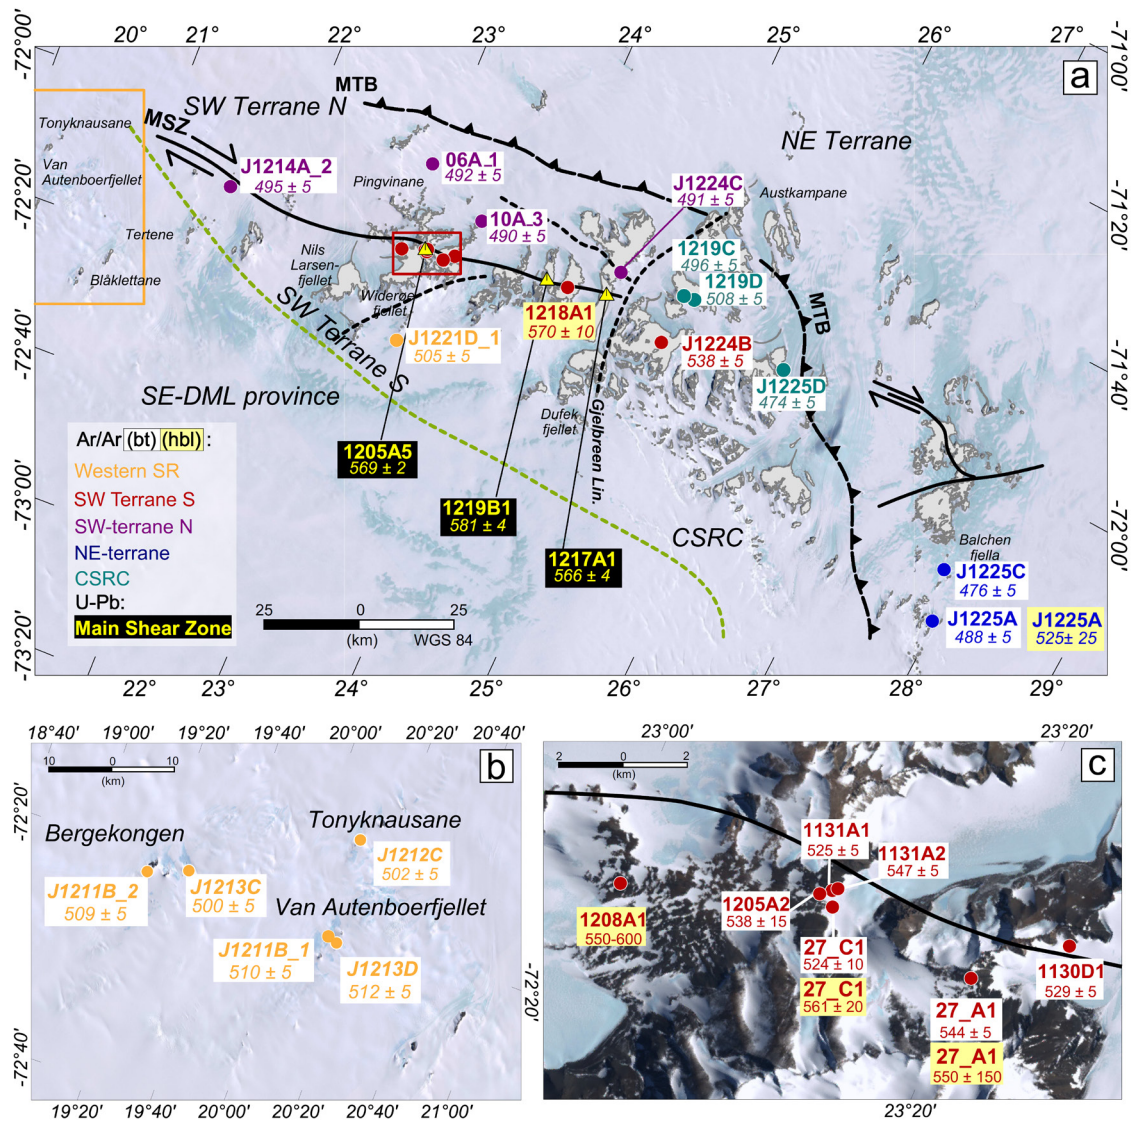 20° 21° 22° 23° 24° 25° 26° 27°
-72°00'
-71°00'
a
MTB
SW Terrane N
MSZ
Tonyknausane
NE Terrane
Van
Autenboerfjellet
J1214A_2
495 ± 5
06A_1
492 ± 5
Pingvinane
J1224C
491 ± 5
Austkampane
-72°20'
-71°20'
10A_3
490 ± 5
Tertene
1219C
496 ± 5
Nils
Larsen-
fjellet
1219D
508 ± 5
Blåklettane
Widerøe
fjellet
MTB
1218A1
570 ± 10
SW Terrane S
-72°40'
-71°40'
J1221D_1
505 ± 5
J1224B
538 ± 5
J1225D
474 ± 5
SE-DML province
Dufek
fjellet
Gjelbreen Lin.
Ar/Ar (bt) (hbl) :
Western SR
SW Terrane S
SW-terrane N
NE-terrane
CSRC
U-Pb:
Main Shear Zone
1205A5
569 ± 2
1219B1
581 ± 4
1217A1
566 ± 4
CSRC
-73°00'
-72°00'
Balchen
fjella
J1225C
476 ± 5
J1225A
488 ± 5
J1225A
525± 25
25 0 25
(km) WGS 84
-73°20'
-72°20'
22° 23° 24° 25° 26° 27° 28° 29°
18°40' 19°00' 19°20' 19°40' 20°00' 20°20' 20°40'
10 0 10
(km)
b
-72°20'
Bergekongen
Tonyknausane
J1212C
502 ± 5
J1211B_2
509 ± 5
J1213C
500 ± 5
Van Autenboerfjellet
J1211B_1
510 ± 5
J1213D
512 ± 5
-72°20'
-72°40'
19°20' 19°40' 20°00' 20°20' 20°40' 21°00'
23°00' 23°20'
2 0 2
(km)
c
1131A1
525 ± 5
1131A2
547 ± 5
1205A2
538 ± 15
1208A1
550-600
27_C1
524 ± 10
27_C1
561 ± 20
1130D1
529 ± 5
27_A1
544 ± 5
27_A1
550 ± 150
23°20'